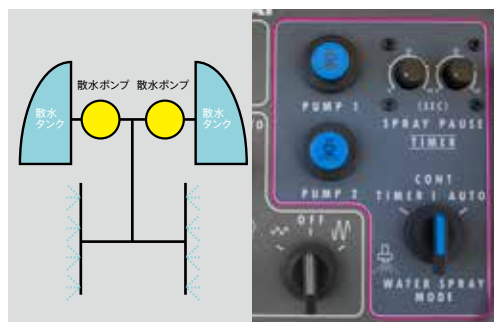 散水ポンプ 散水ポンプ
散水
タンク
散水
タンク
PUMP 1
PUMP 2
(SEC)
SPRAY PAUSE
TIMER
CONT
TIMER I AUTO
OFF
WATER SPRAY
MODE